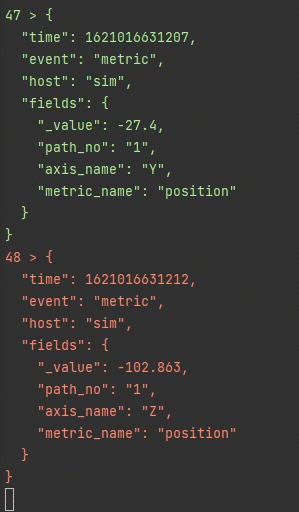 47 > {
  "time": 1621016631207,
  "event": "metric",
  "host": "sim",
  "fields": {
    "_value": -27.4,
    "path_no": "1",
    "axis_name": "Y",
    "metric_name": "position"
  }
}
48 > {
  "time": 1621016631212,
  "event": "metric",
  "host": "sim",
  "fields": {
    "_value": -102.863,
    "path_no": "1",
    "axis_name": "Z",
    "metric_name": "position"
  }
}